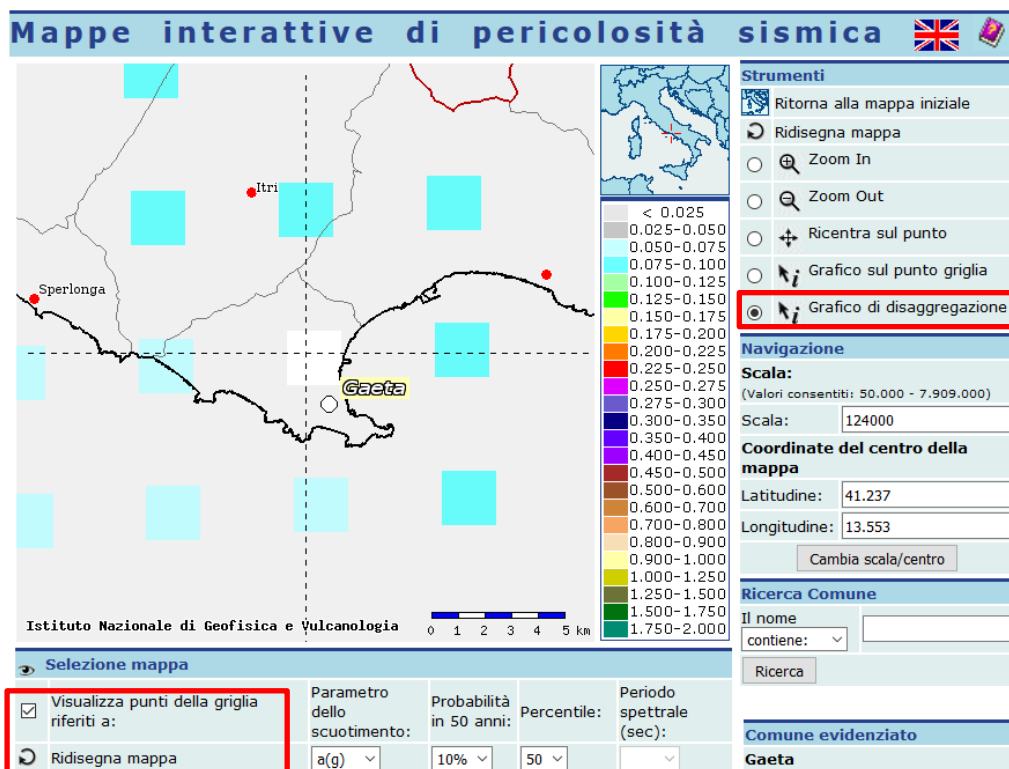 Mappe interattive di pericolosità sismica
Itri
Sperlonga
Gaeta
Istituto Nazionale di Geofisica e Vulcanologia
0 1 2 3 4 5 km
< 0.025
0.025-0.050
0.050-0.075
0.075-0.100
0.100-0.125
0.125-0.150
0.150-0.175
0.175-0.200
0.200-0.225
0.225-0.250
0.250-0.275
0.275-0.300
0.300-0.350
0.350-0.400
0.400-0.450
0.450-0.500
0.500-0.600
0.600-0.700
0.700-0.800
0.800-0.900
0.900-1.000
1.000-1.250
1.250-1.500
1.500-1.750
1.750-2.000
Strumenti
Ritorna alla mappa iniziale
Ridisegna mappa
Zoom In
Zoom Out
Ricentra sul punto
i Grafico sul punto griglia
i Grafico di disaggregazione
Navigazione
Scala:
(Valori consentiti: 50.000 - 7.909.000)
Scala: 124000
Coordinate del centro della
mappa
Latitudine: 41.237
Longitudine: 13.553
Cambia scala/centro
Ricerca Comune
Il nome
contiene:
Ricerca
Comune evidenziato
Gaeta
Selezione mappa
Visualizza punti della griglia
riferiti a:
Ridisegna mappa
Parametro
dello
scuotimento:
a(g)
Probabilità
in 50 anni:
10%
Percentile:
50
Periodo
spettrale
(sec):